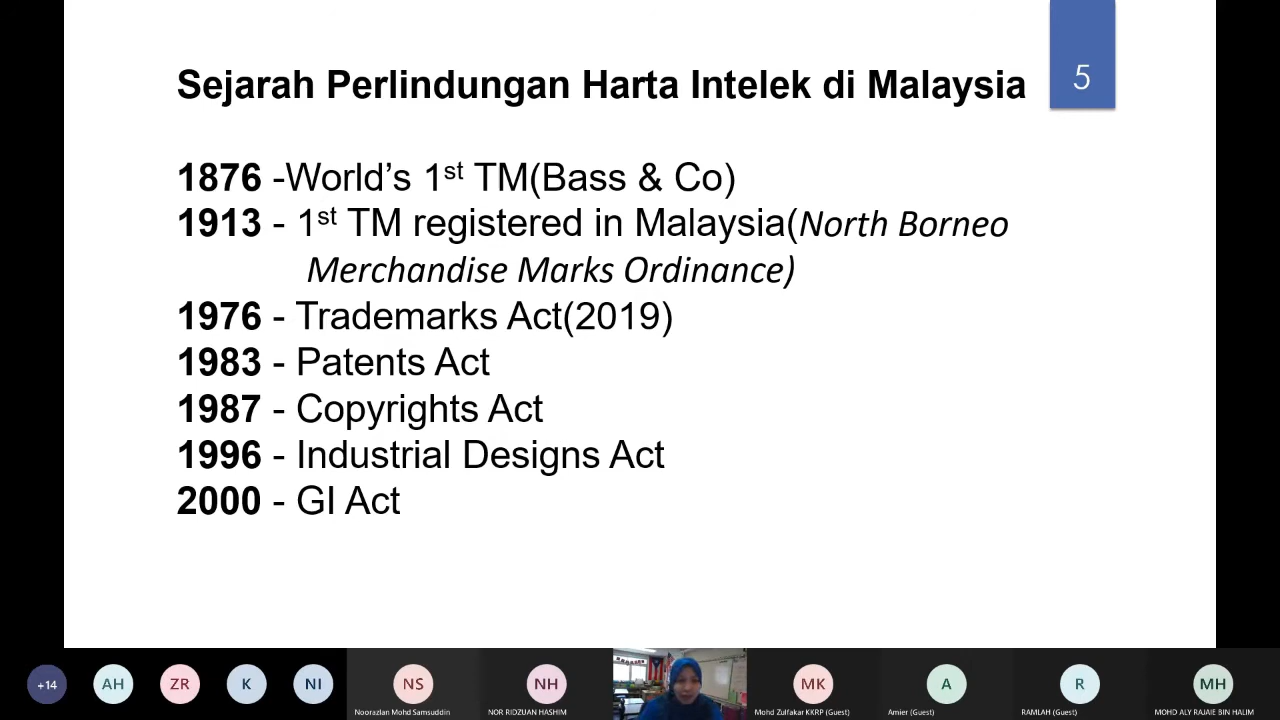 5
Sejarah Perlindungan Harta Intelek di Malaysia
1876 -World’s 1st TM(Bass & Co)
1913 - 1st TM registered in Malaysia(North Borneo
Merchandise Marks Ordinance)
1976 - Trademarks Act(2019)
1983 - Patents Act
1987 - Copyrights Act
1996 - Industrial Designs Act
2000 - GI Act
+14
AH
ZR
K
NI
NS
NH
MK
A
R
MH
Noorazlan Mohd Samsuddin
NOR RIDZUAN HASHIM
Mohd Zulfakar KKRP (Guest)
Amier (Guest)
RAMLAH (Guest)
MOHD ALY RAJAIE BIN HALIM